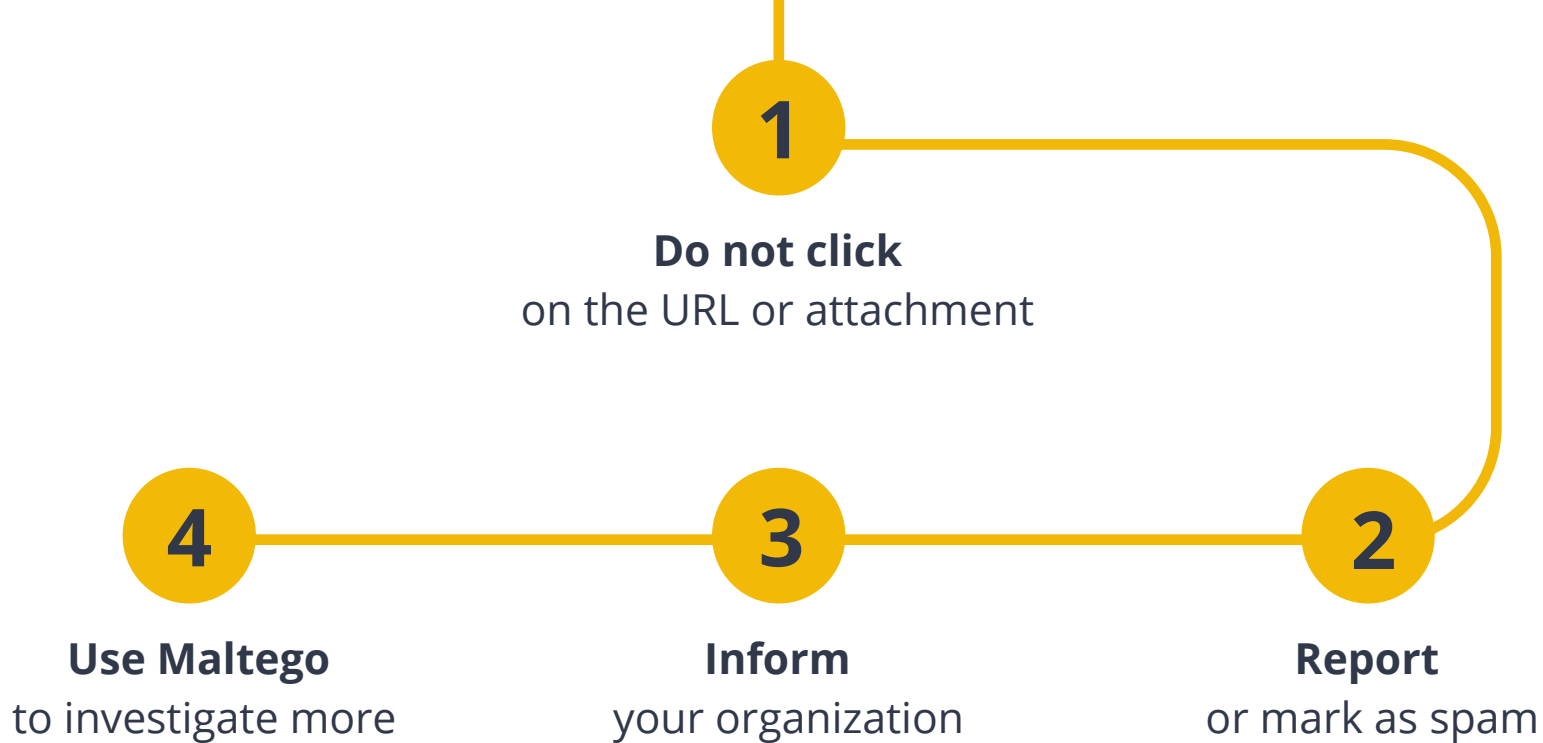 1
Do not click
on the URL or attachment
2
Report
or mark as spam
3
Inform
your organization
4
Use Maltego
to investigate more